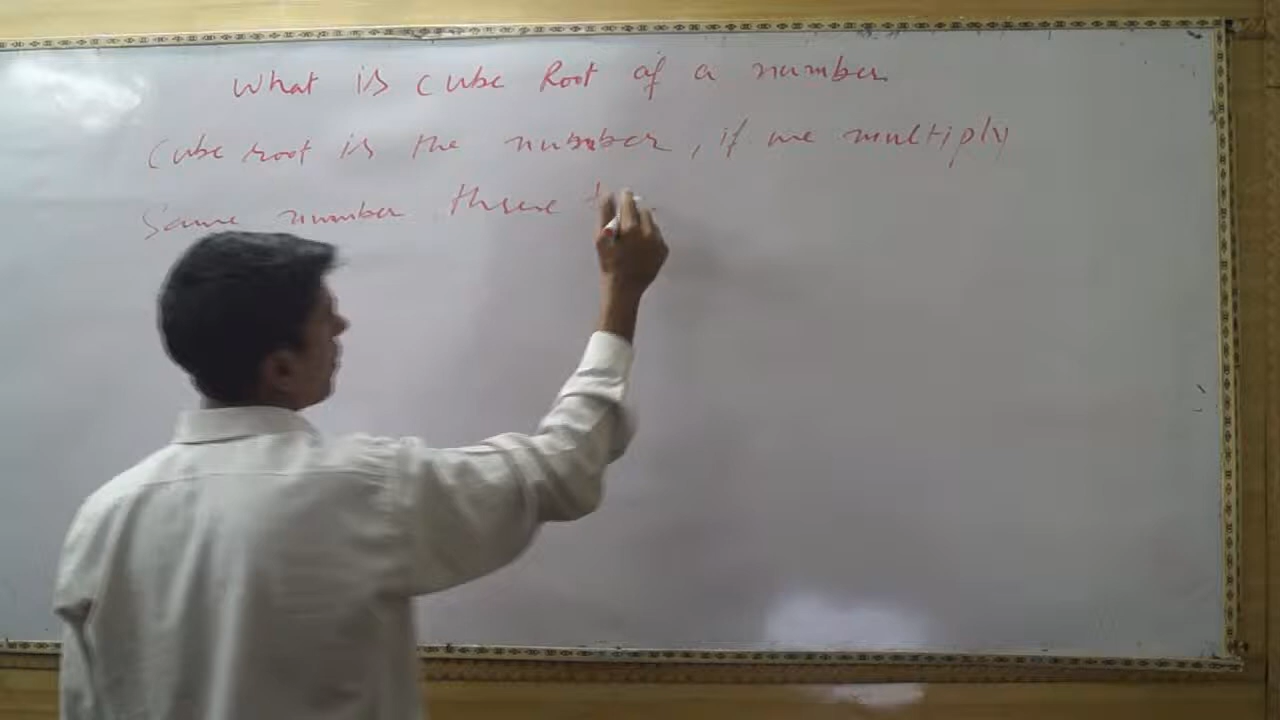 What is cube Root of a number
Cube root is the number, if we multiply
Same number three t